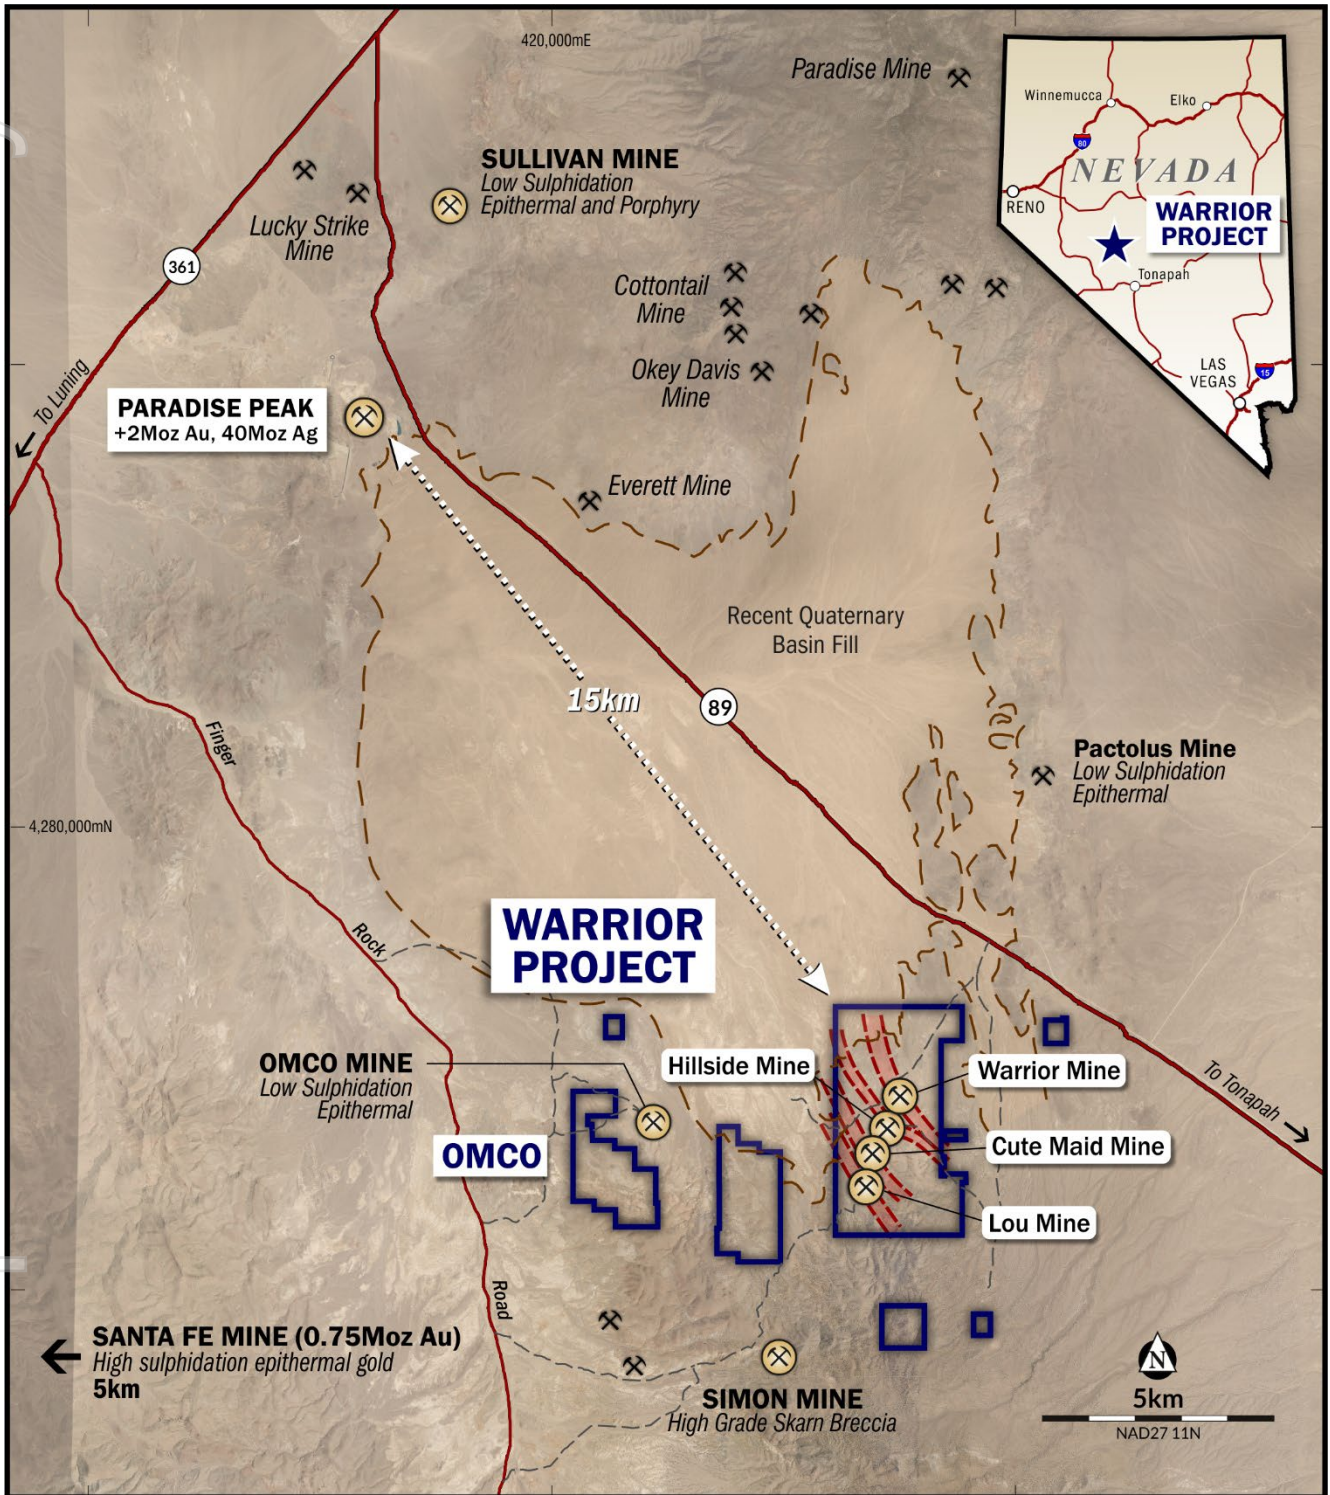 420,000mE
Paradise Mine
Winnemucca
Elko
80
NEVADA
RENO
WARRIOR
PROJECT
Tonapah
LAS
VEGAS
15
SULLIVAN MINE
Low Sulphidation
Epithermal and Porphyry
Lucky Strike
Mine
361
Cottontail
Mine
Okey Davis
Mine
To Luning
PARADISE PEAK
+2Moz Au, 40Moz Ag
Everett Mine
Recent Quaternary
Basin Fill
15km
89
Finger
Pactolus Mine
Low Sulphidation
Epithermal
4,280,000mN
WARRIOR
PROJECT
Rock
OMCO MINE
Low Sulphidation
Epithermal
Hillside Mine
Warrior Mine
To Tonapah
OMCO
Cute Maid Mine
Lou Mine
Road
SANTA FE MINE (0.75Moz Au)
High sulphidation epithermal gold
5km
SIMON MINE
High Grade Skarn Breccia
N
5km
NAD27 11N